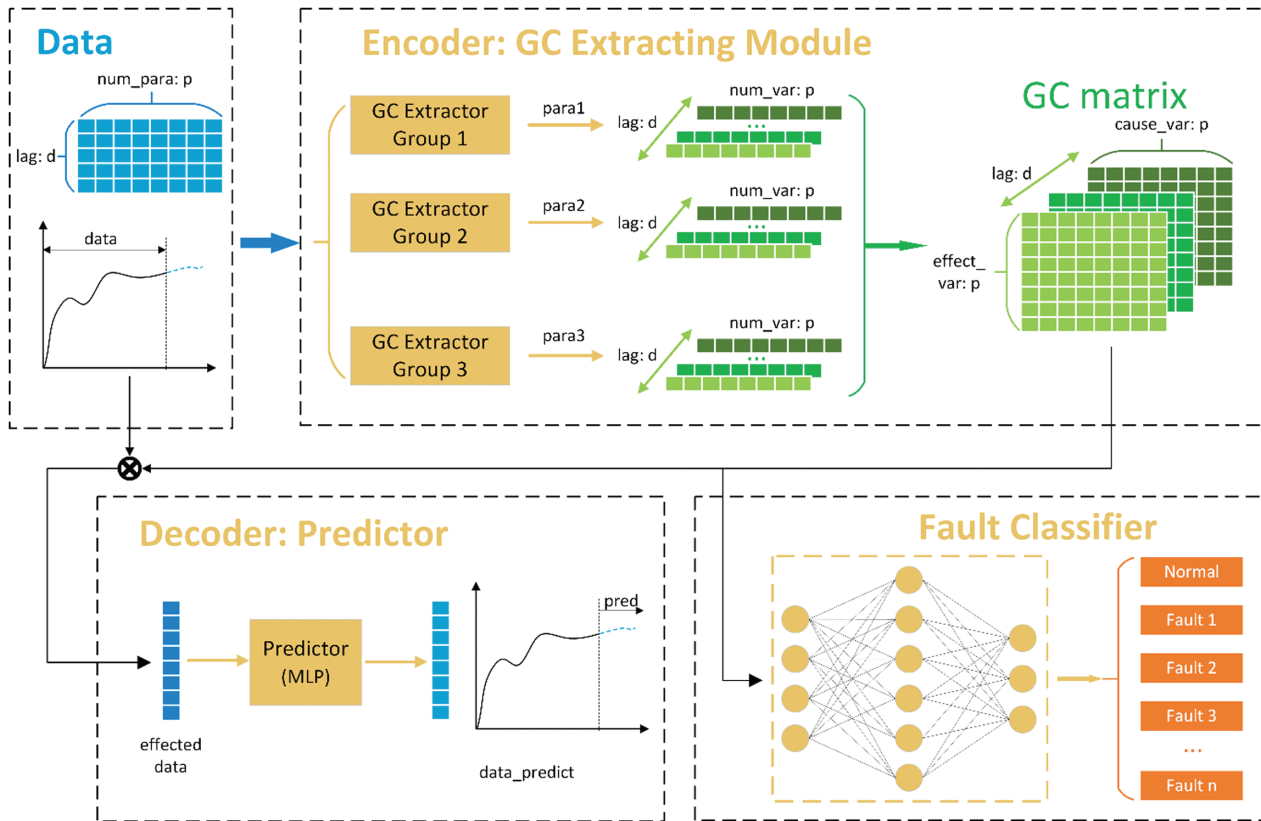 Data
num_para: p
lag: d
data
Encoder: GC Extracting Module
GC Extractor
Group 1
para1
lag: d
num_var: p
...
GC Extractor
Group 2
para2
lag: d
num_var: p
...
GC Extractor
Group 3
para3
lag: d
num_var: p
...
GC matrix
cause_var: p
lag: d
effect_
var: p
Decoder: Predictor
effected
data
Predictor
(MLP)
pred
data_predict
Fault Classifier
Normal
Fault 1
Fault 2
Fault 3
...
Fault n